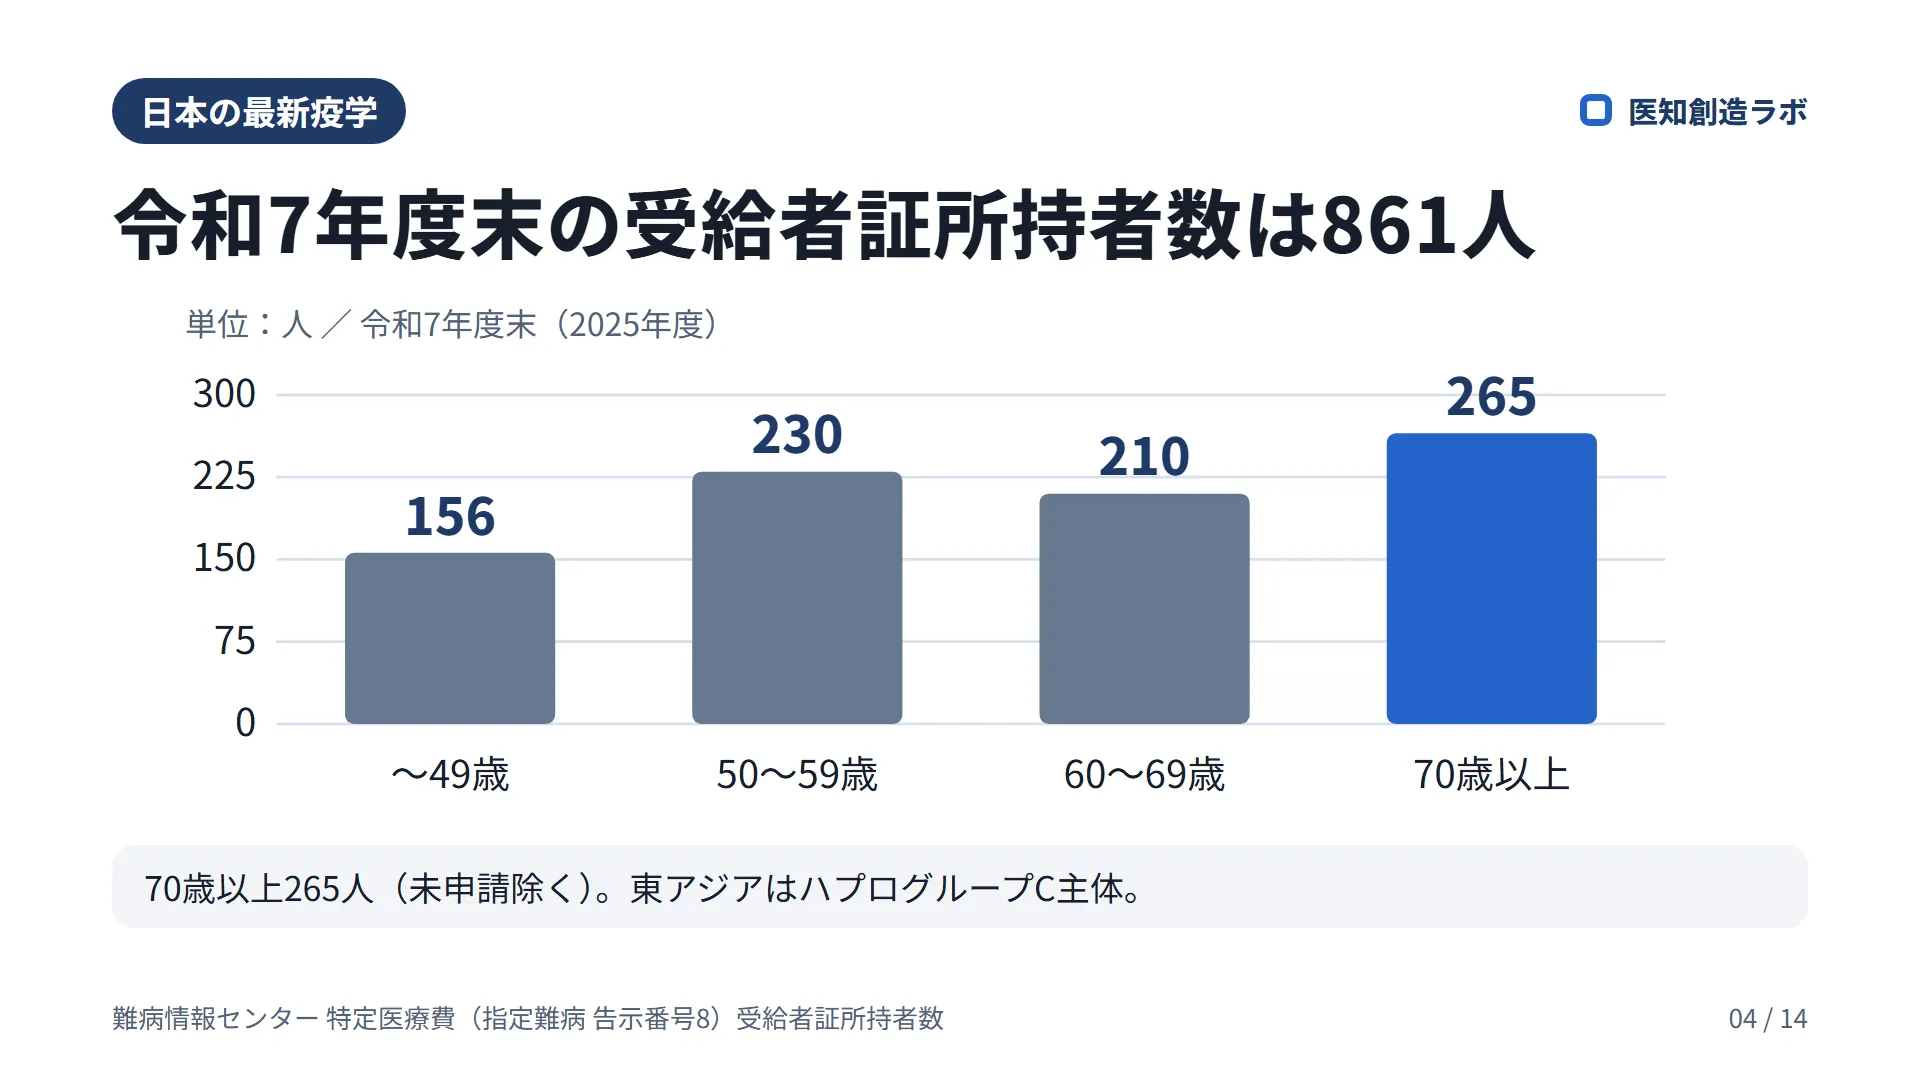 日本の最新疫学
医知創造ラボ
令和7年度末の受給者証所持者数は861人
単位：人 ／ 令和7年度末（2025年度）
300
225
150
75
0
156
230
210
265
～49歳
50～59歳
60～69歳
70歳以上
70歳以上265人（未申請除く）。東アジアはハプログループC主体。
難病情報センター 特定医療費（指定難病 告示番号8）受給者証所持者数
04 / 14